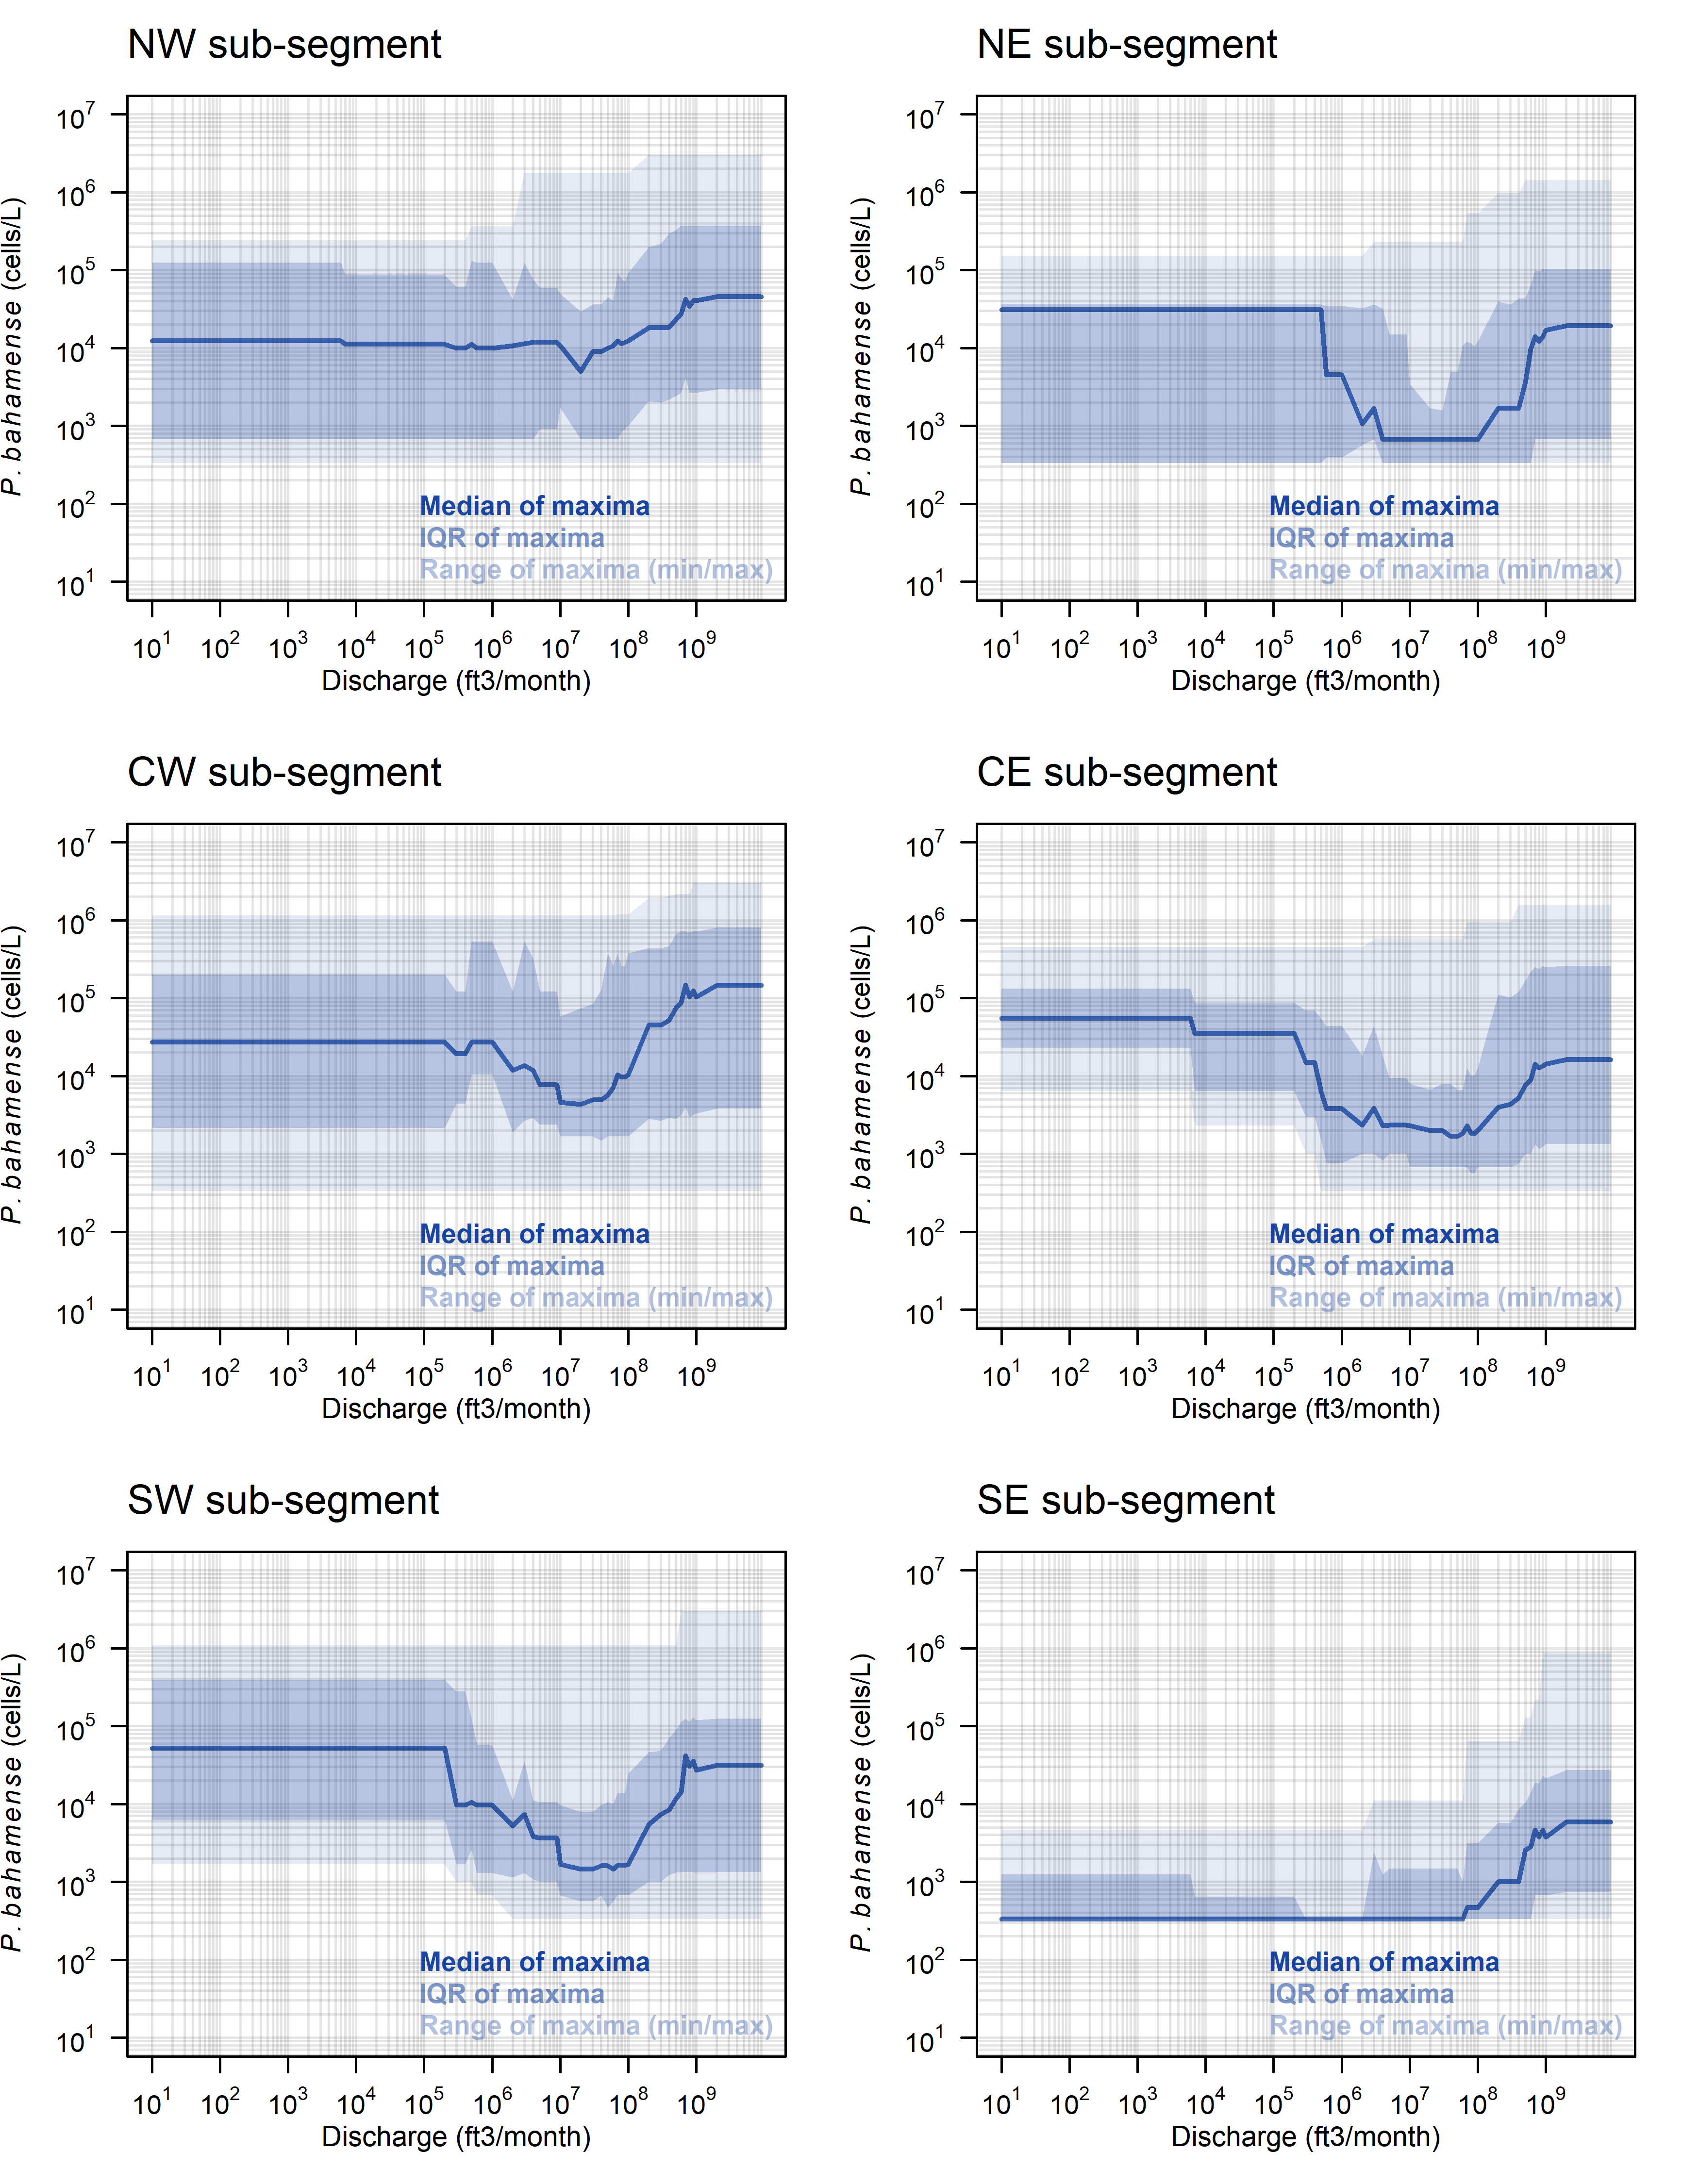 NW sub-segment
P. bahamense (cells/L)
10^7
10^6
10^5
10^4
10^3
10^2
10^1
Median of maxima
IQR of maxima
Range of maxima (min/max)
10^1 10^2 10^3 10^4 10^5 10^6 10^7 10^8 10^9
Discharge (ft3/month)
NE sub-segment
P. bahamense (cells/L)
10^7
10^6
10^5
10^4
10^3
10^2
10^1
Median of maxima
IQR of maxima
Range of maxima (min/max)
10^1 10^2 10^3 10^4 10^5 10^6 10^7 10^8 10^9
Discharge (ft3/month)
CW sub-segment
P. bahamense (cells/L)
10^7
10^6
10^5
10^4
10^3
10^2
10^1
Median of maxima
IQR of maxima
Range of maxima (min/max)
10^1 10^2 10^3 10^4 10^5 10^6 10^7 10^8 10^9
Discharge (ft3/month)
CE sub-segment
P. bahamense (cells/L)
10^7
10^6
10^5
10^4
10^3
10^2
10^1
Median of maxima
IQR of maxima
Range of maxima (min/max)
10^1 10^2 10^3 10^4 10^5 10^6 10^7 10^8 10^9
Discharge (ft3/month)
SW sub-segment
P. bahamense (cells/L)
10^7
10^6
10^5
10^4
10^3
10^2
10^1
Median of maxima
IQR of maxima
Range of maxima (min/max)
10^1 10^2 10^3 10^4 10^5 10^6 10^7 10^8 10^9
Discharge (ft3/month)
SE sub-segment
P. bahamense (cells/L)
10^7
10^6
10^5
10^4
10^3
10^2
10^1
Median of maxima
IQR of maxima
Range of maxima (min/max)
10^1 10^2 10^3 10^4 10^5 10^6 10^7 10^8 10^9
Discharge (ft3/month)